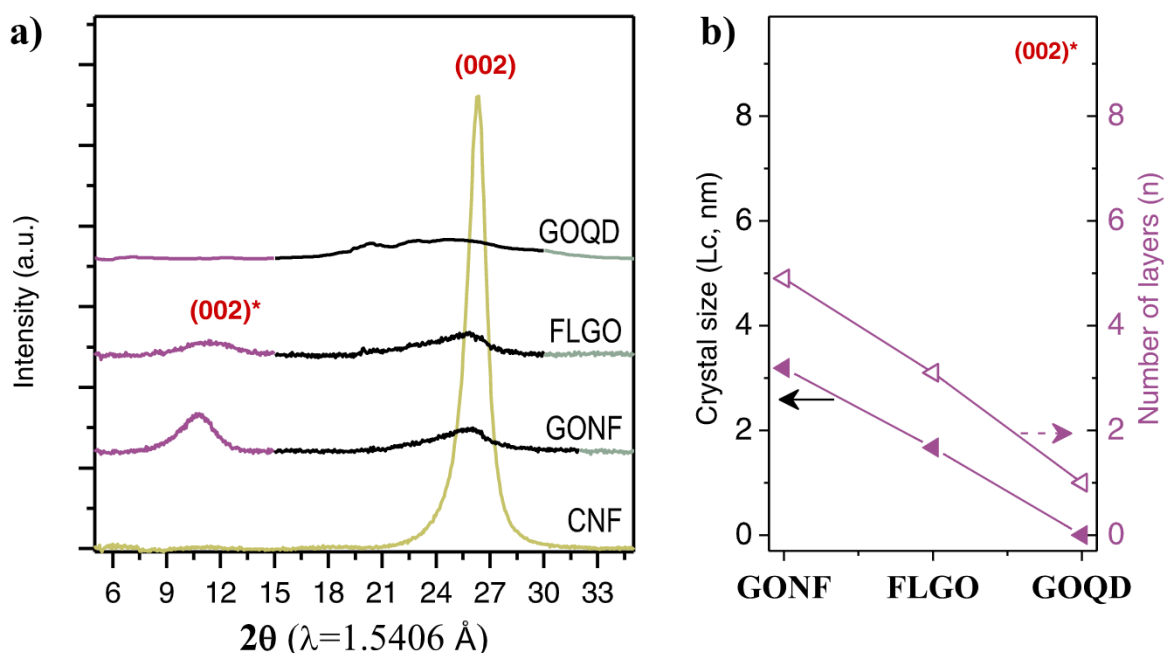 a)
(002)
GOQD
(002)*
FLGO
GONF
CNF
Intensity (a.u.)
6 9 12 15 18 21 24 27 30 33
2θ (λ=1.5406 Å)
b)
(002)*
8 8
6 6
4 4
2 2
0 0
Crystal size (Lc, nm)
Number of layers (n)
GONF FLGO GOQD